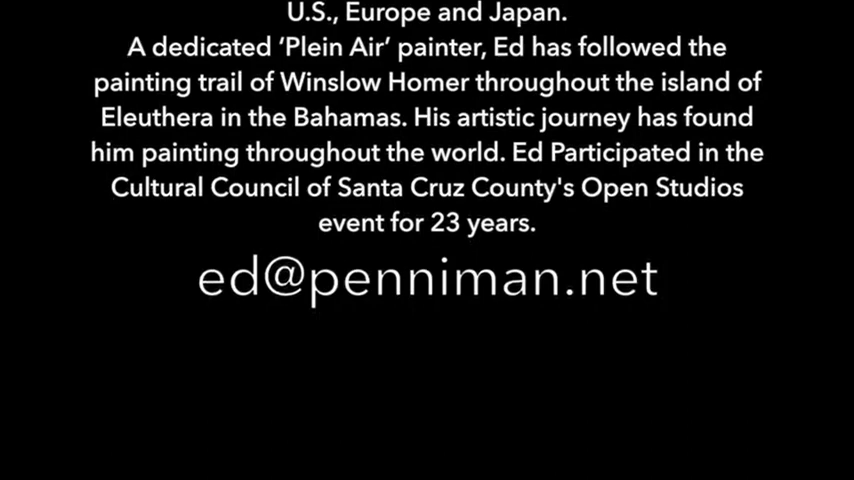 U.S., Europe and Japan.
A dedicated ‘Plein Air’ painter, Ed has followed the
painting trail of Winslow Homer throughout the island of
Eleuthera in the Bahamas. His artistic journey has found
him painting throughout the world. Ed Participated in the
Cultural Council of Santa Cruz County's Open Studios
event for 23 years.
ed@penniman.net